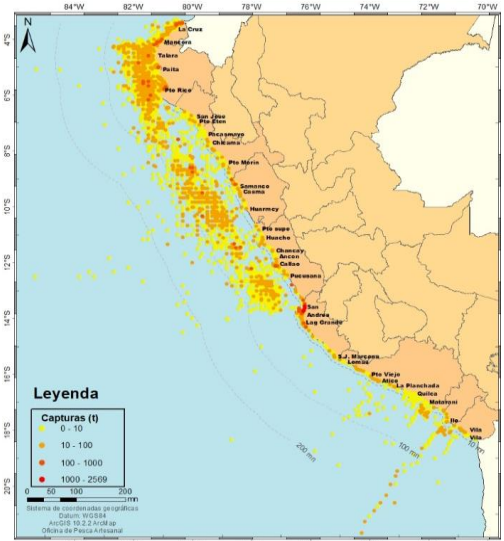 84°W 82°W 80°W 78°W 76°W 74°W 72°W 70°W
N
4°S
6°S
8°S
10°S
12°S
14°S
16°S
18°S
20°S
La Cruz
Mancora
Talara
Paita
Pto Rico
San Jose
Pto Eten
Pacasmayo
Chicama
Pto Morin
Samanco
Casma
Huarmey
Pto supe
Huacho
Chancay
Ancon
Callao
Pucusana
San
Andres
Lag Grande
S.J. Marcona
Lomas
Pto Viejo
Atico
La Planchada
Quilca
Matarani
Ilo
Vila
Vila
200 mn
100 mn
10 mn
Leyenda
Capturas (t)
0 - 10
10 - 100
100 - 1000
1000 - 2569
0 50 100 200
mn
Sistema de coordenadas geográficas
Datum: WGS84
ArcGIS 10.2.2 ArcMap
Oficina de Pesca Artesanal